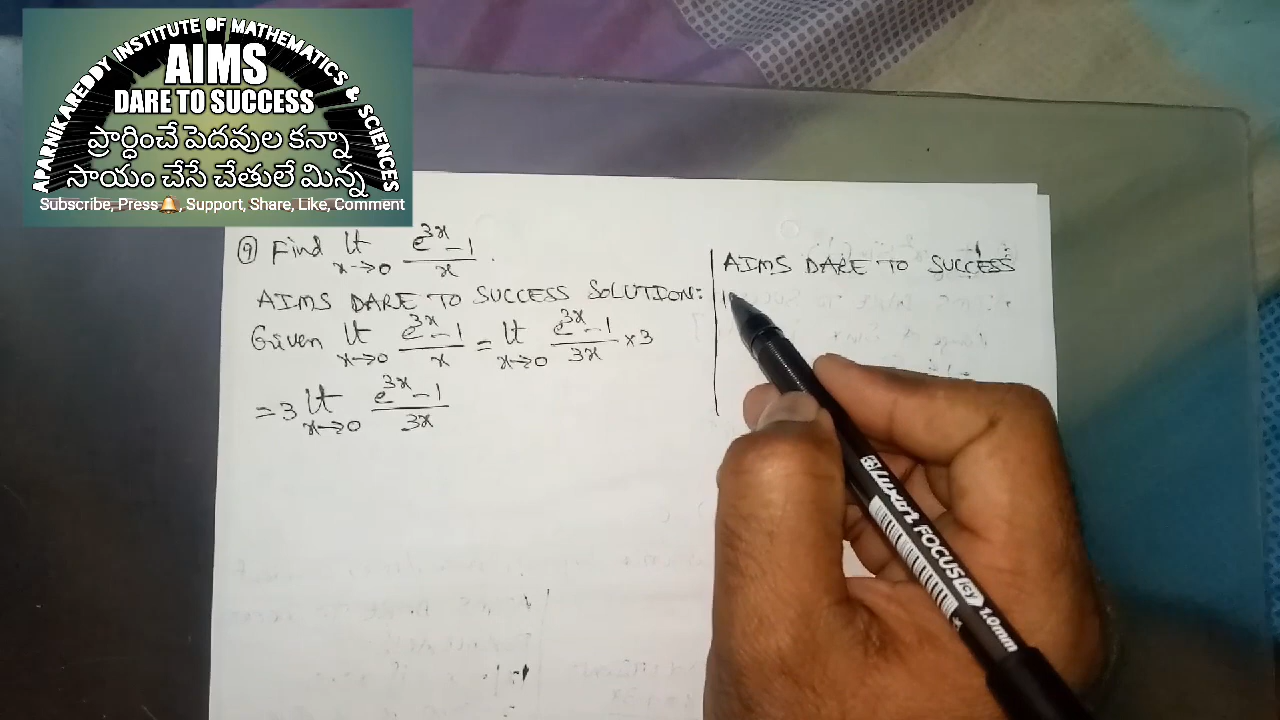 APARNIKAREDDY INSTITUTE OF MATHEMATICS & SCIENCES
AIMS
DARE TO SUCCESS
ప్రార్ధించే పెదవుల కన్నా
సాయం చేసే చేతులే మిన్న
Subscribe, Press🔔, Support, Share, Like, Comment
⑨ Find lt x→0 (e^3x - 1)/x .
AIMS DARE TO SUCCESS SOLUTION:
Given lt x→0 (e^3x - 1)/x = lt x→0 (e^3x - 1)/3x × 3
= 3 lt x→0 (e^3x - 1)/3x
AIMS DARE TO SUCCESS
Luxor FOCUS ICY 1.0mm